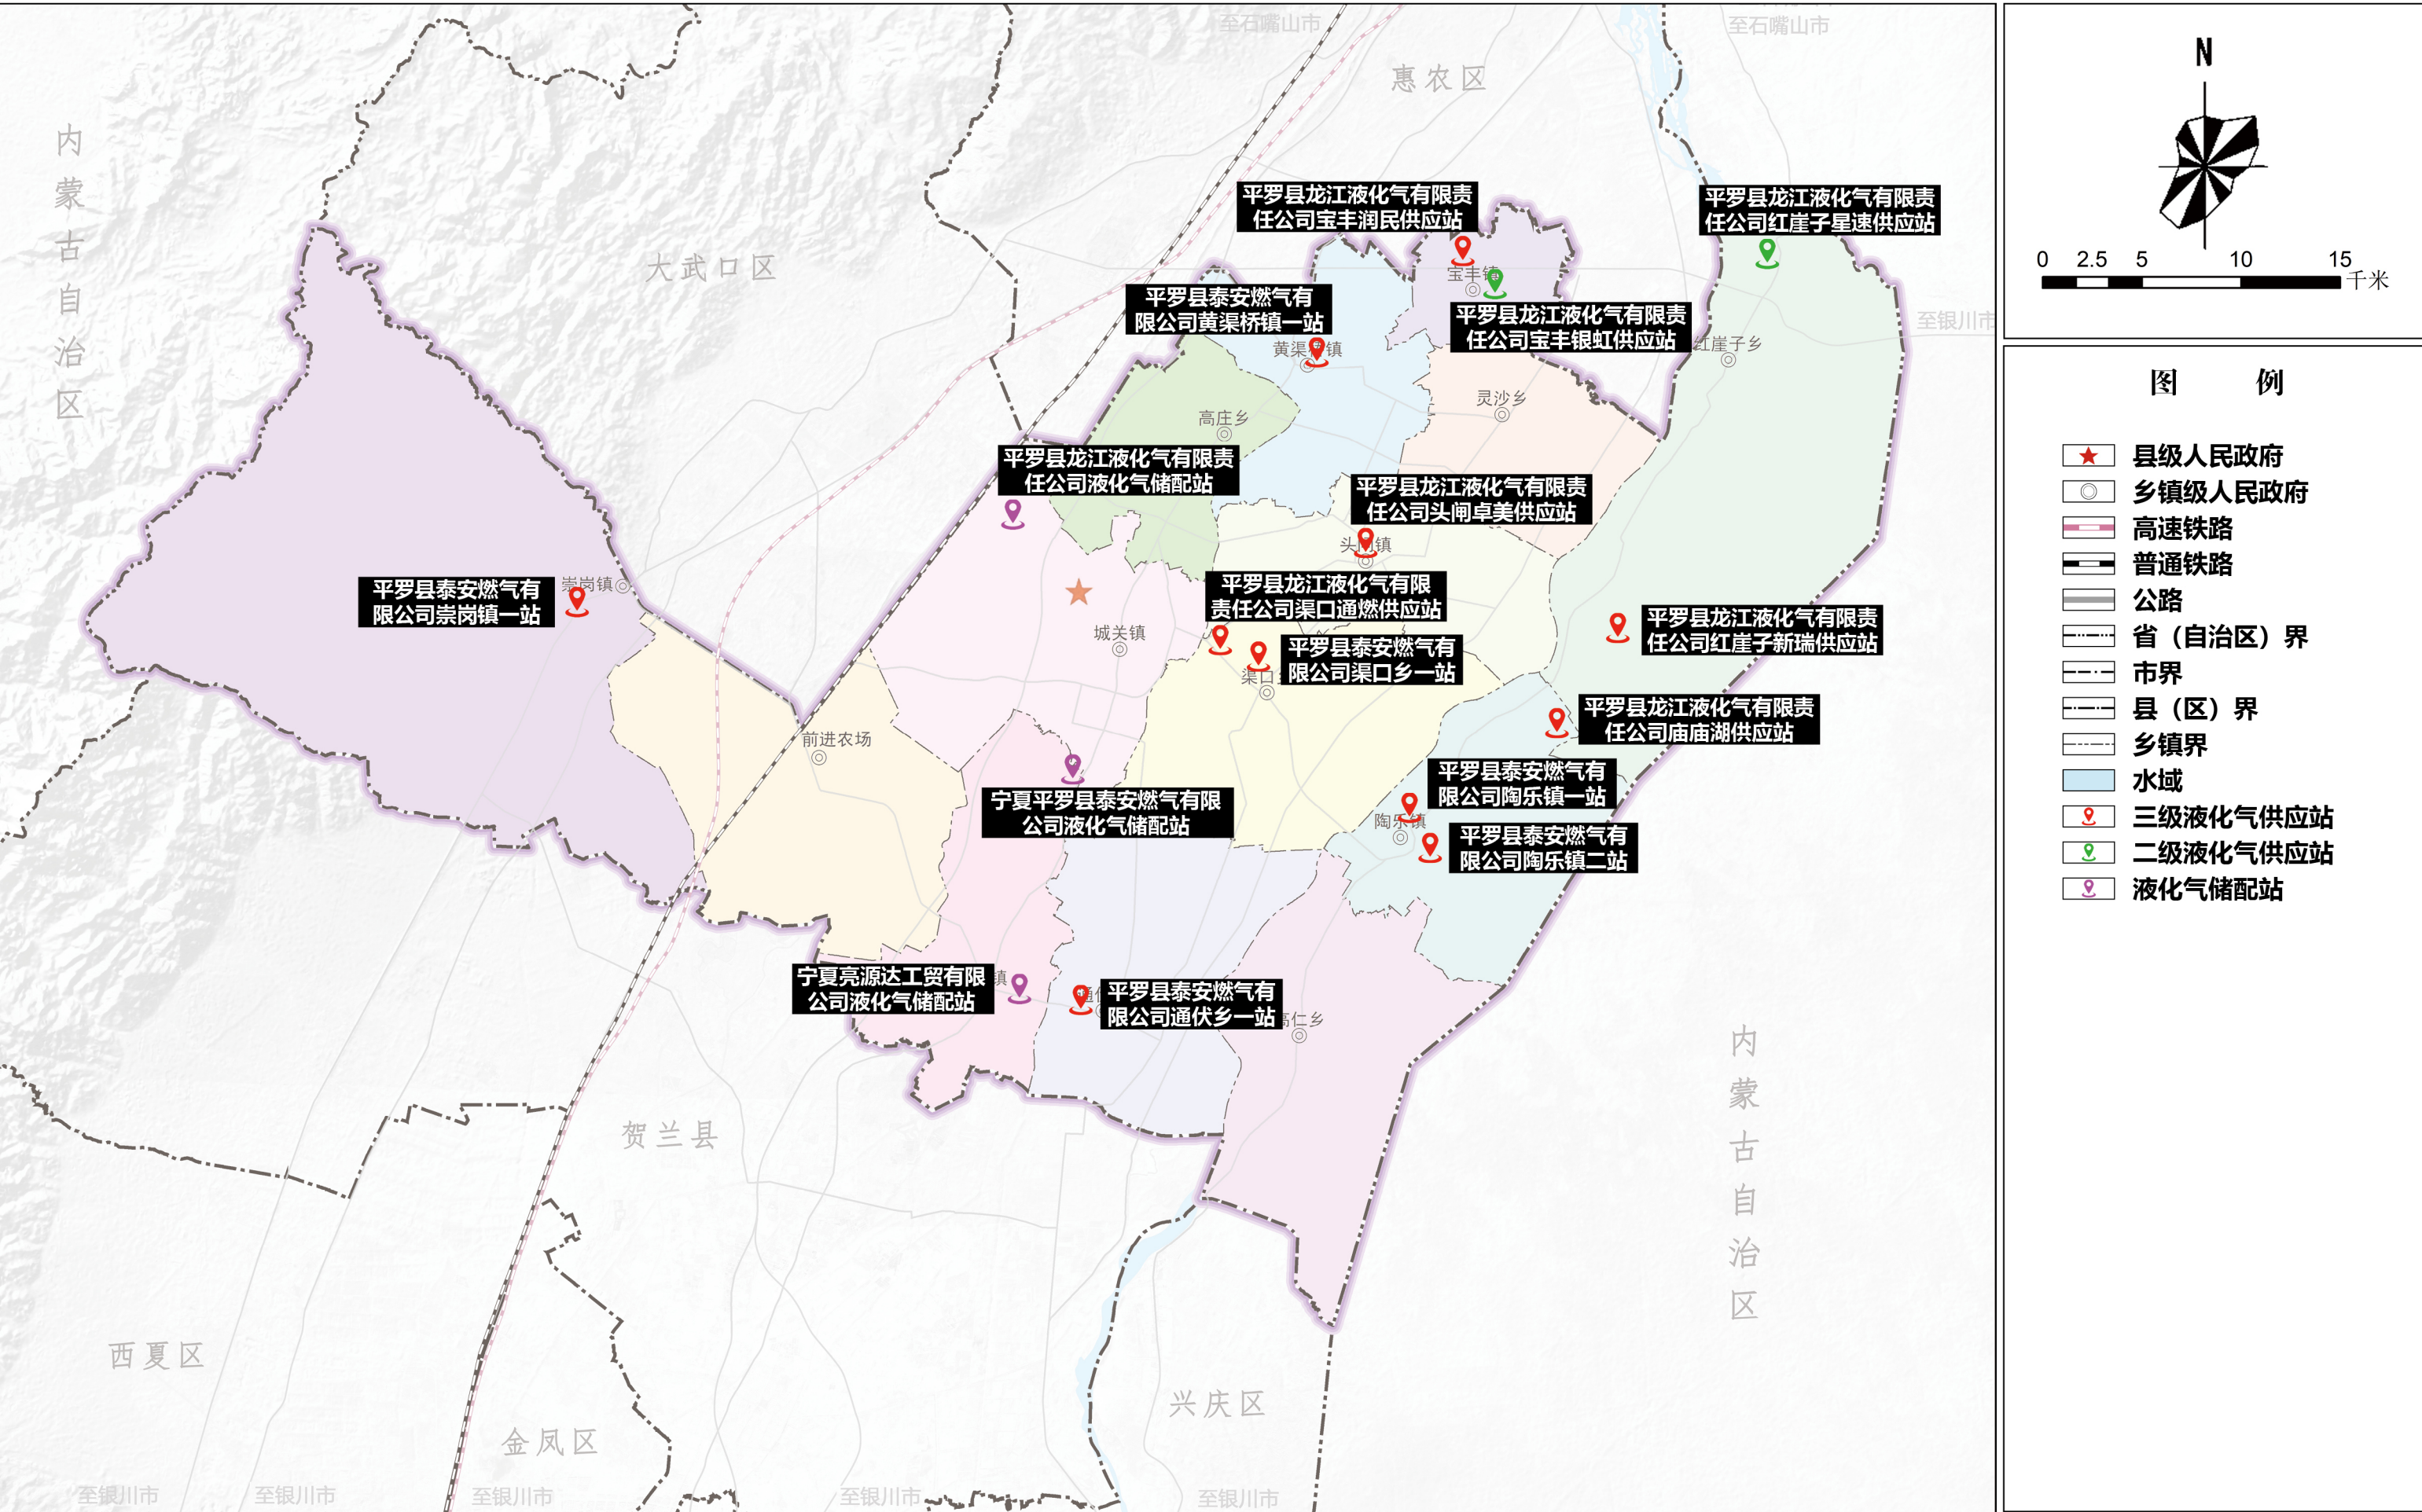 至石嘴山市
至石嘴山市
惠农区
内蒙古自治区
大武口区
平罗县龙江液化气有限责
任公司宝丰润民供应站
平罗县龙江液化气有限责
任公司红崖子星速供应站
宝丰镇
平罗县泰安燃气有
限公司黄渠桥镇一站
平罗县龙江液化气有限责
任公司宝丰银虹供应站
至银川市
黄渠桥镇
红崖子乡
灵沙乡
高庄乡
平罗县龙江液化气有限责
任公司液化气储配站
平罗县龙江液化气有限责
任公司头闸卓美供应站
头闸镇
崇岗镇
平罗县泰安燃气有
限公司崇岗镇一站
平罗县龙江液化气有限
责任公司渠口通燃供应站
城关镇
平罗县龙江液化气有限责
任公司红崖子新瑞供应站
平罗县泰安燃气有
限公司渠口乡一站
渠口
平罗县龙江液化气有限责
任公司庙庙湖供应站
前进农场
平罗县泰安燃气有
限公司陶乐镇一站
宁夏平罗县泰安燃气有限
公司液化气储配站
陶乐镇
平罗县泰安燃气有
限公司陶乐镇二站
宁夏亮源达工贸有限
公司液化气储配站
镇
通伏
平罗县泰安燃气有
限公司通伏乡一站
高仁乡
内蒙古自治区
贺兰县
西夏区
金凤区
兴庆区
至银川市
至银川市
至银川市
至银川市
至银川市
N
0 2.5 5 10 15
千米
图 例
县级人民政府
乡镇级人民政府
高速铁路
普通铁路
公路
省（自治区）界
市界
县（区）界
乡镇界
水域
三级液化气供应站
二级液化气供应站
液化气储配站